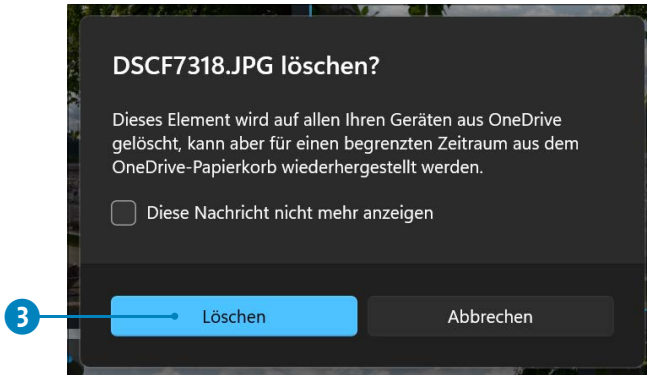 DSCF7318.JPG löschen?
Dieses Element wird auf allen Ihren Geräten aus OneDrive
gelöscht, kann aber für einen begrenzten Zeitraum aus dem
OneDrive-Papierkorb wiederhergestellt werden.
Diese Nachricht nicht mehr anzeigen
3 Löschen Abbrechen